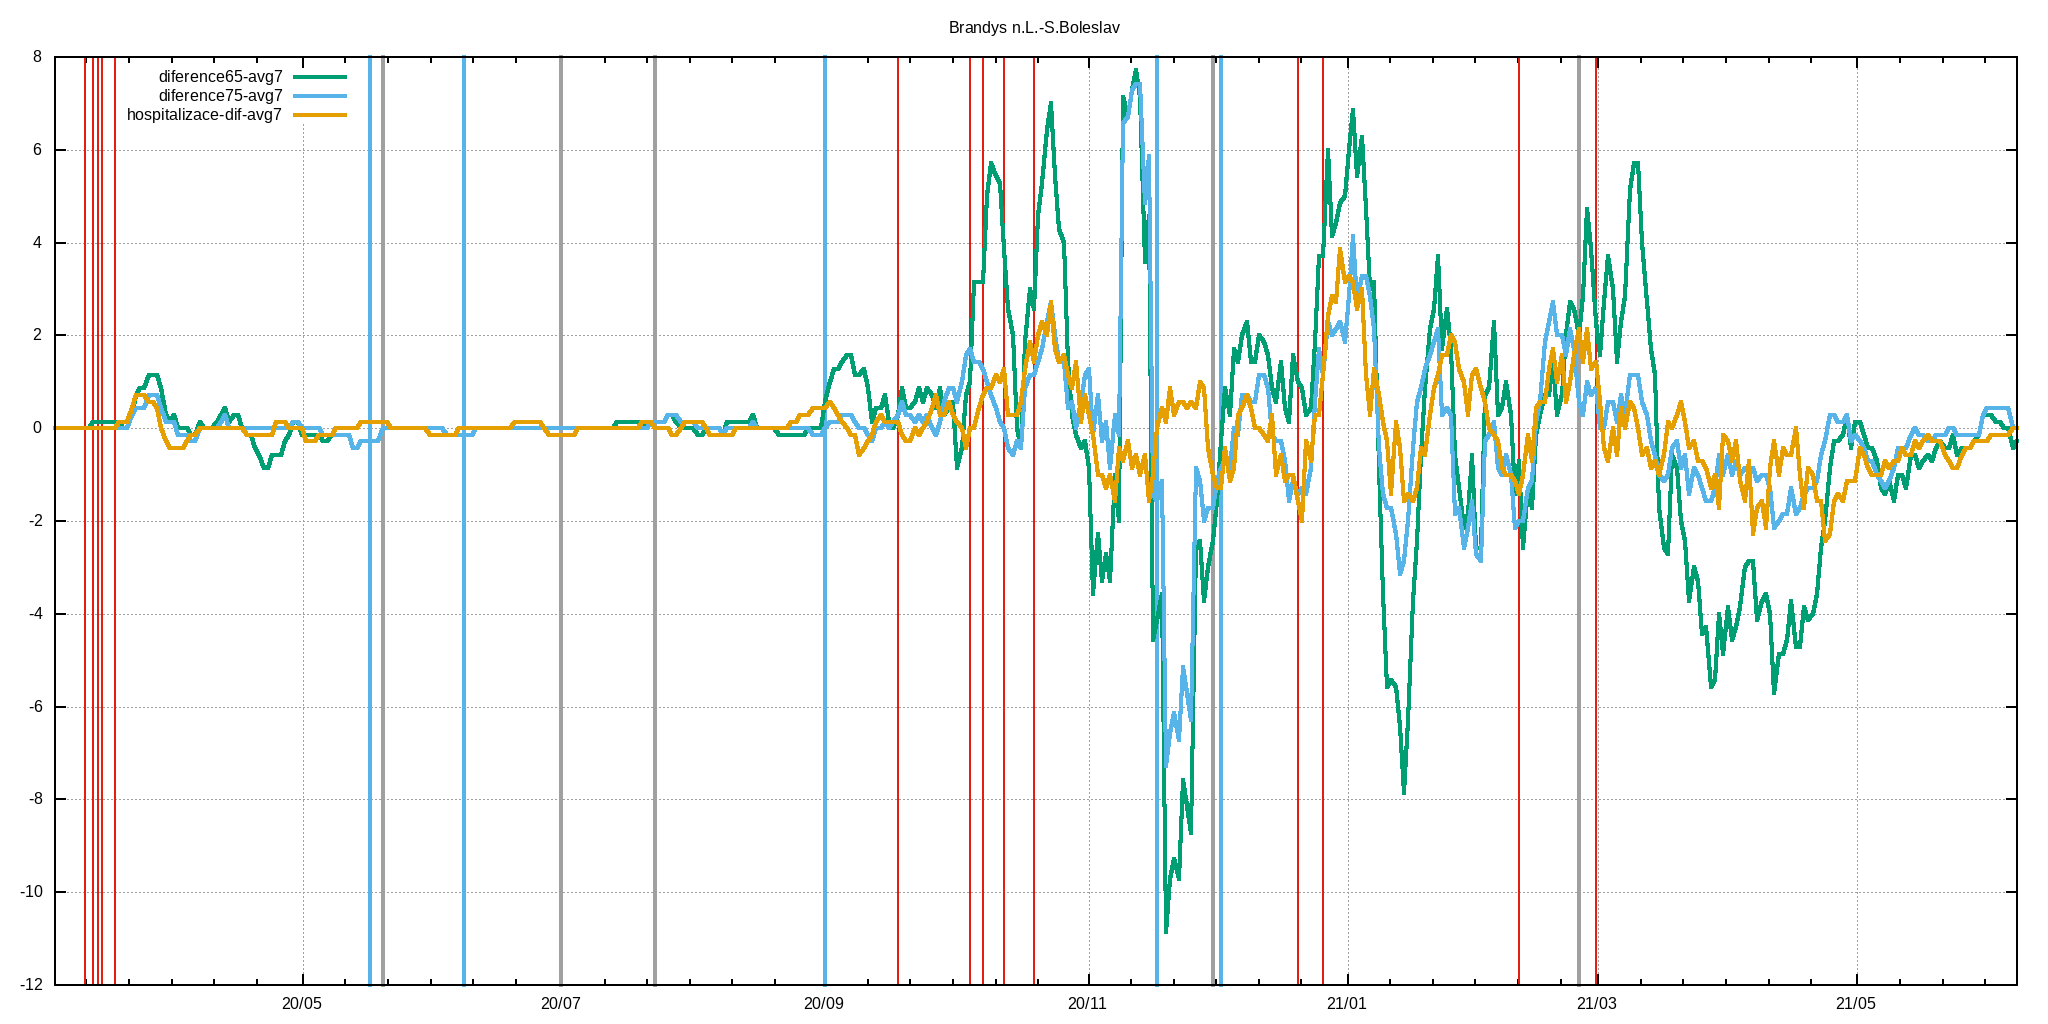 Brandys n.L.-S.Boleslav
diference65-avg7
diference75-avg7
hospitalizace-dif-avg7
8
6
4
2
0
-2
-4
-6
-8
-10
-12
20/05 20/07 20/09 20/11 21/01 21/03 21/05